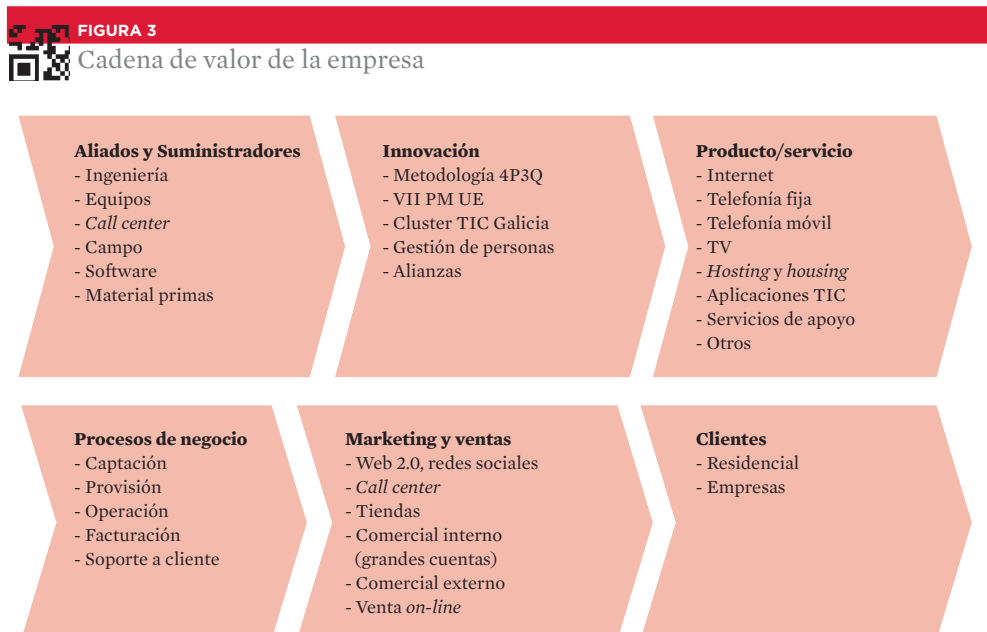 FIGURA 3
Cadena de valor de la empresa
Aliados y Suministradores
- Ingeniería
- Equipos
- Call center
- Campo
- Software
- Material primas
Innovación
- Metodología 4P3Q
- VII PM UE
- Cluster TIC Galicia
- Gestión de personas
- Alianzas
Producto/servicio
- Internet
- Telefonía fija
- Telefonía móvil
- TV
- Hosting y housing
- Aplicaciones TIC
- Servicios de apoyo
- Otros
Procesos de negocio
- Captación
- Provisión
- Operación
- Facturación
- Soporte a cliente
Marketing y ventas
- Web 2.0, redes sociales
- Call center
- Tiendas
- Comercial interno
(grandes cuentas)
- Comercial externo
- Venta on-line
Clientes
- Residencial
- Empresas